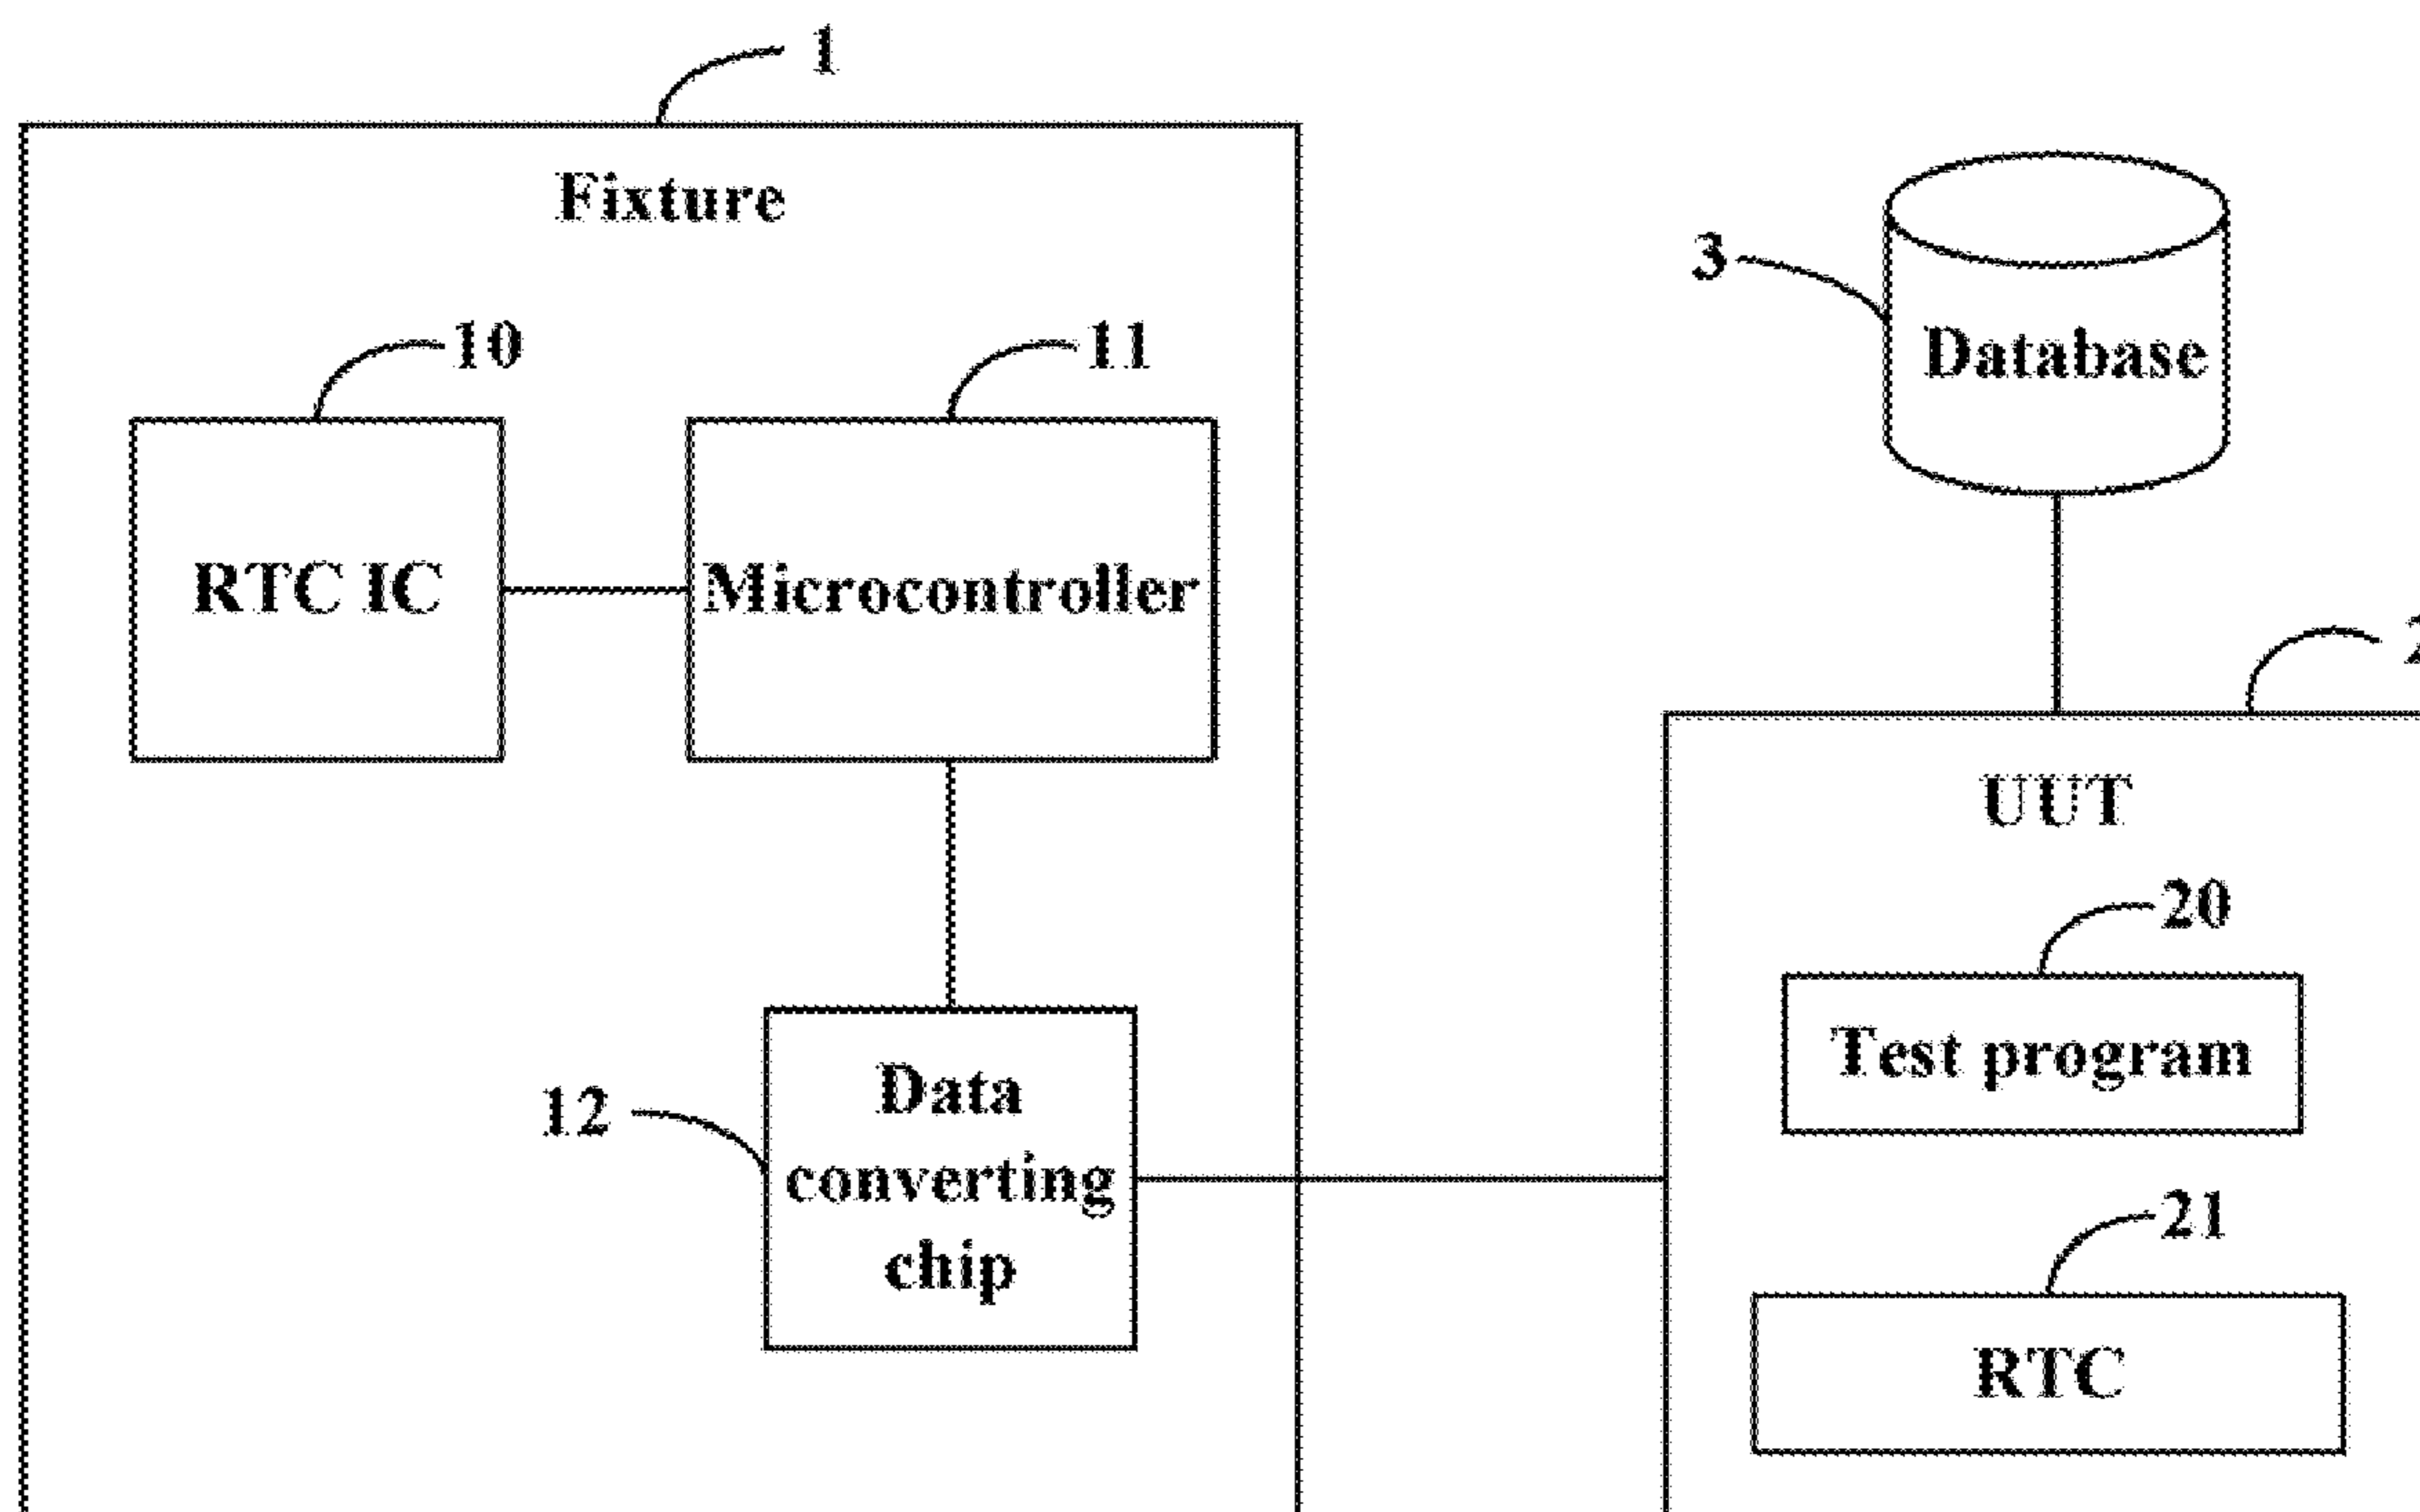 1
Fixture
3
Database
10
11
RTC IC
Microcontroller
2
UUT
20
Test program
12
Data
converting
chip
21
RTC